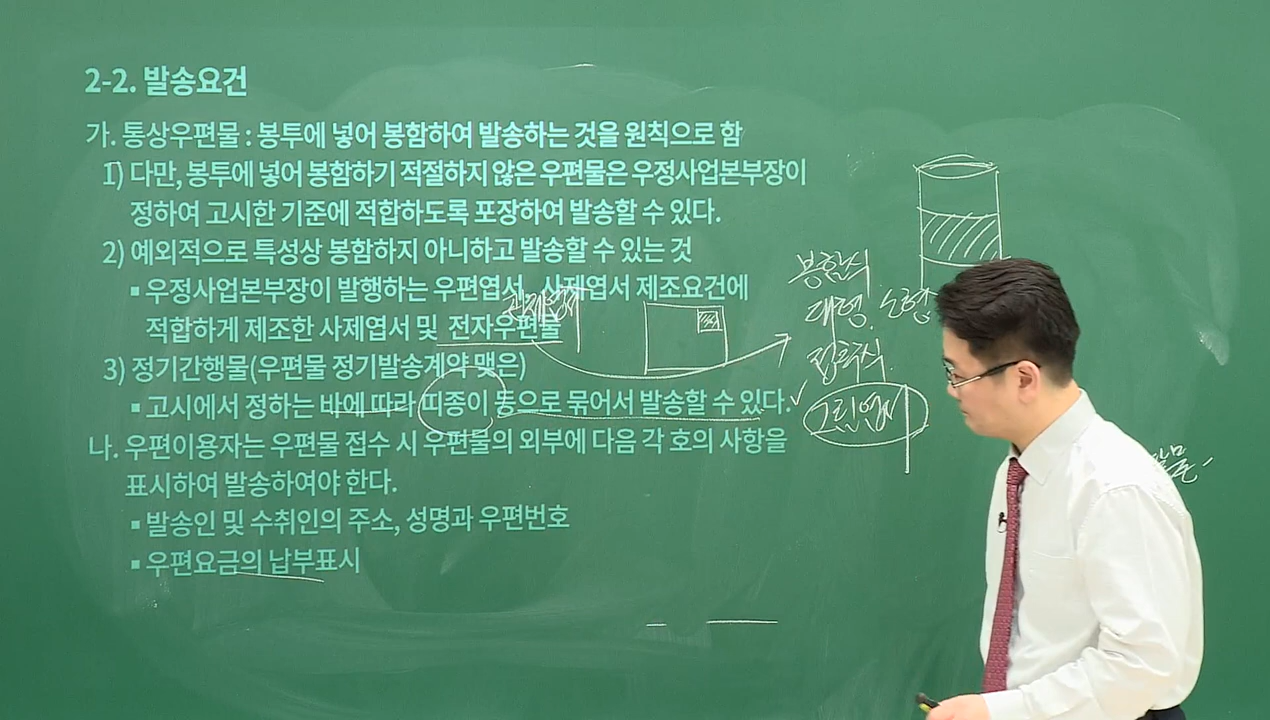 2-2. 발송요건
가. 통상우편물 : 봉투에 넣어 봉함하여 발송하는 것을 원칙으로 함
1) 다만, 봉투에 넣어 봉함하기 적절하지 않은 우편물은 우정사업본부장이
정하여 고시한 기준에 적합하도록 포장하여 발송할 수 있다.
2) 예외적으로 특성상 봉함하지 아니하고 발송할 수 있는 것
▪ 우정사업본부장이 발행하는 우편엽서, 사제엽서 제조요건에
적합하게 제조한 사제엽서 및 전자우편물
3) 정기간행물(우편물 정기발송계약 맺은)
▪ 고시에서 정하는 바에 따라 띠종이 등으로 묶어서 발송할 수 있다.
나. 우편이용자는 우편물 접수 시 우편물의 외부에 다음 각 호의 사항을
표시하여 발송하여야 한다.
▪ 발송인 및 수취인의 주소, 성명과 우편번호
▪ 우편요금의 납부표시
봉함식
대형, 소형
접착식
그림엽서